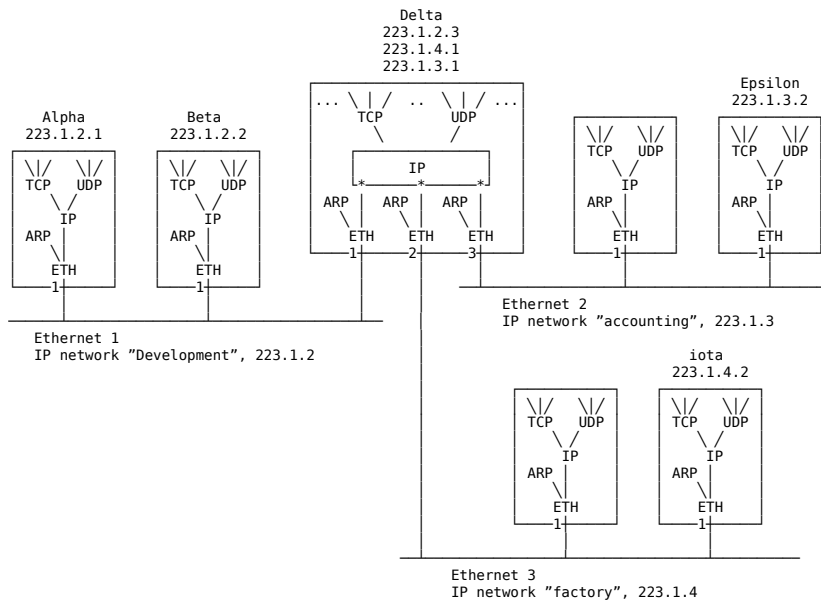 Delta
223.1.2.3
223.1.4.1
223.1.3.1
Alpha
223.1.2.1
Beta
223.1.2.2
Epsilon
223.1.3.2
... \ | / .. \ | / ...
TCP UDP
IP
* * *
ARP ARP ARP
ETH ETH ETH
1 2 3
TCP UDP
IP
ARP
ETH
1
TCP UDP
IP
ARP
ETH
1
TCP UDP
IP
ARP
ETH
1
TCP UDP
IP
ARP
ETH
1
Ethernet 1
IP network ”Development”, 223.1.2
Ethernet 2
IP network ”accounting”, 223.1.3
iota
223.1.4.2
TCP UDP
IP
ARP
ETH
1
TCP UDP
IP
ARP
ETH
1
Ethernet 3
IP network ”factory”, 223.1.4